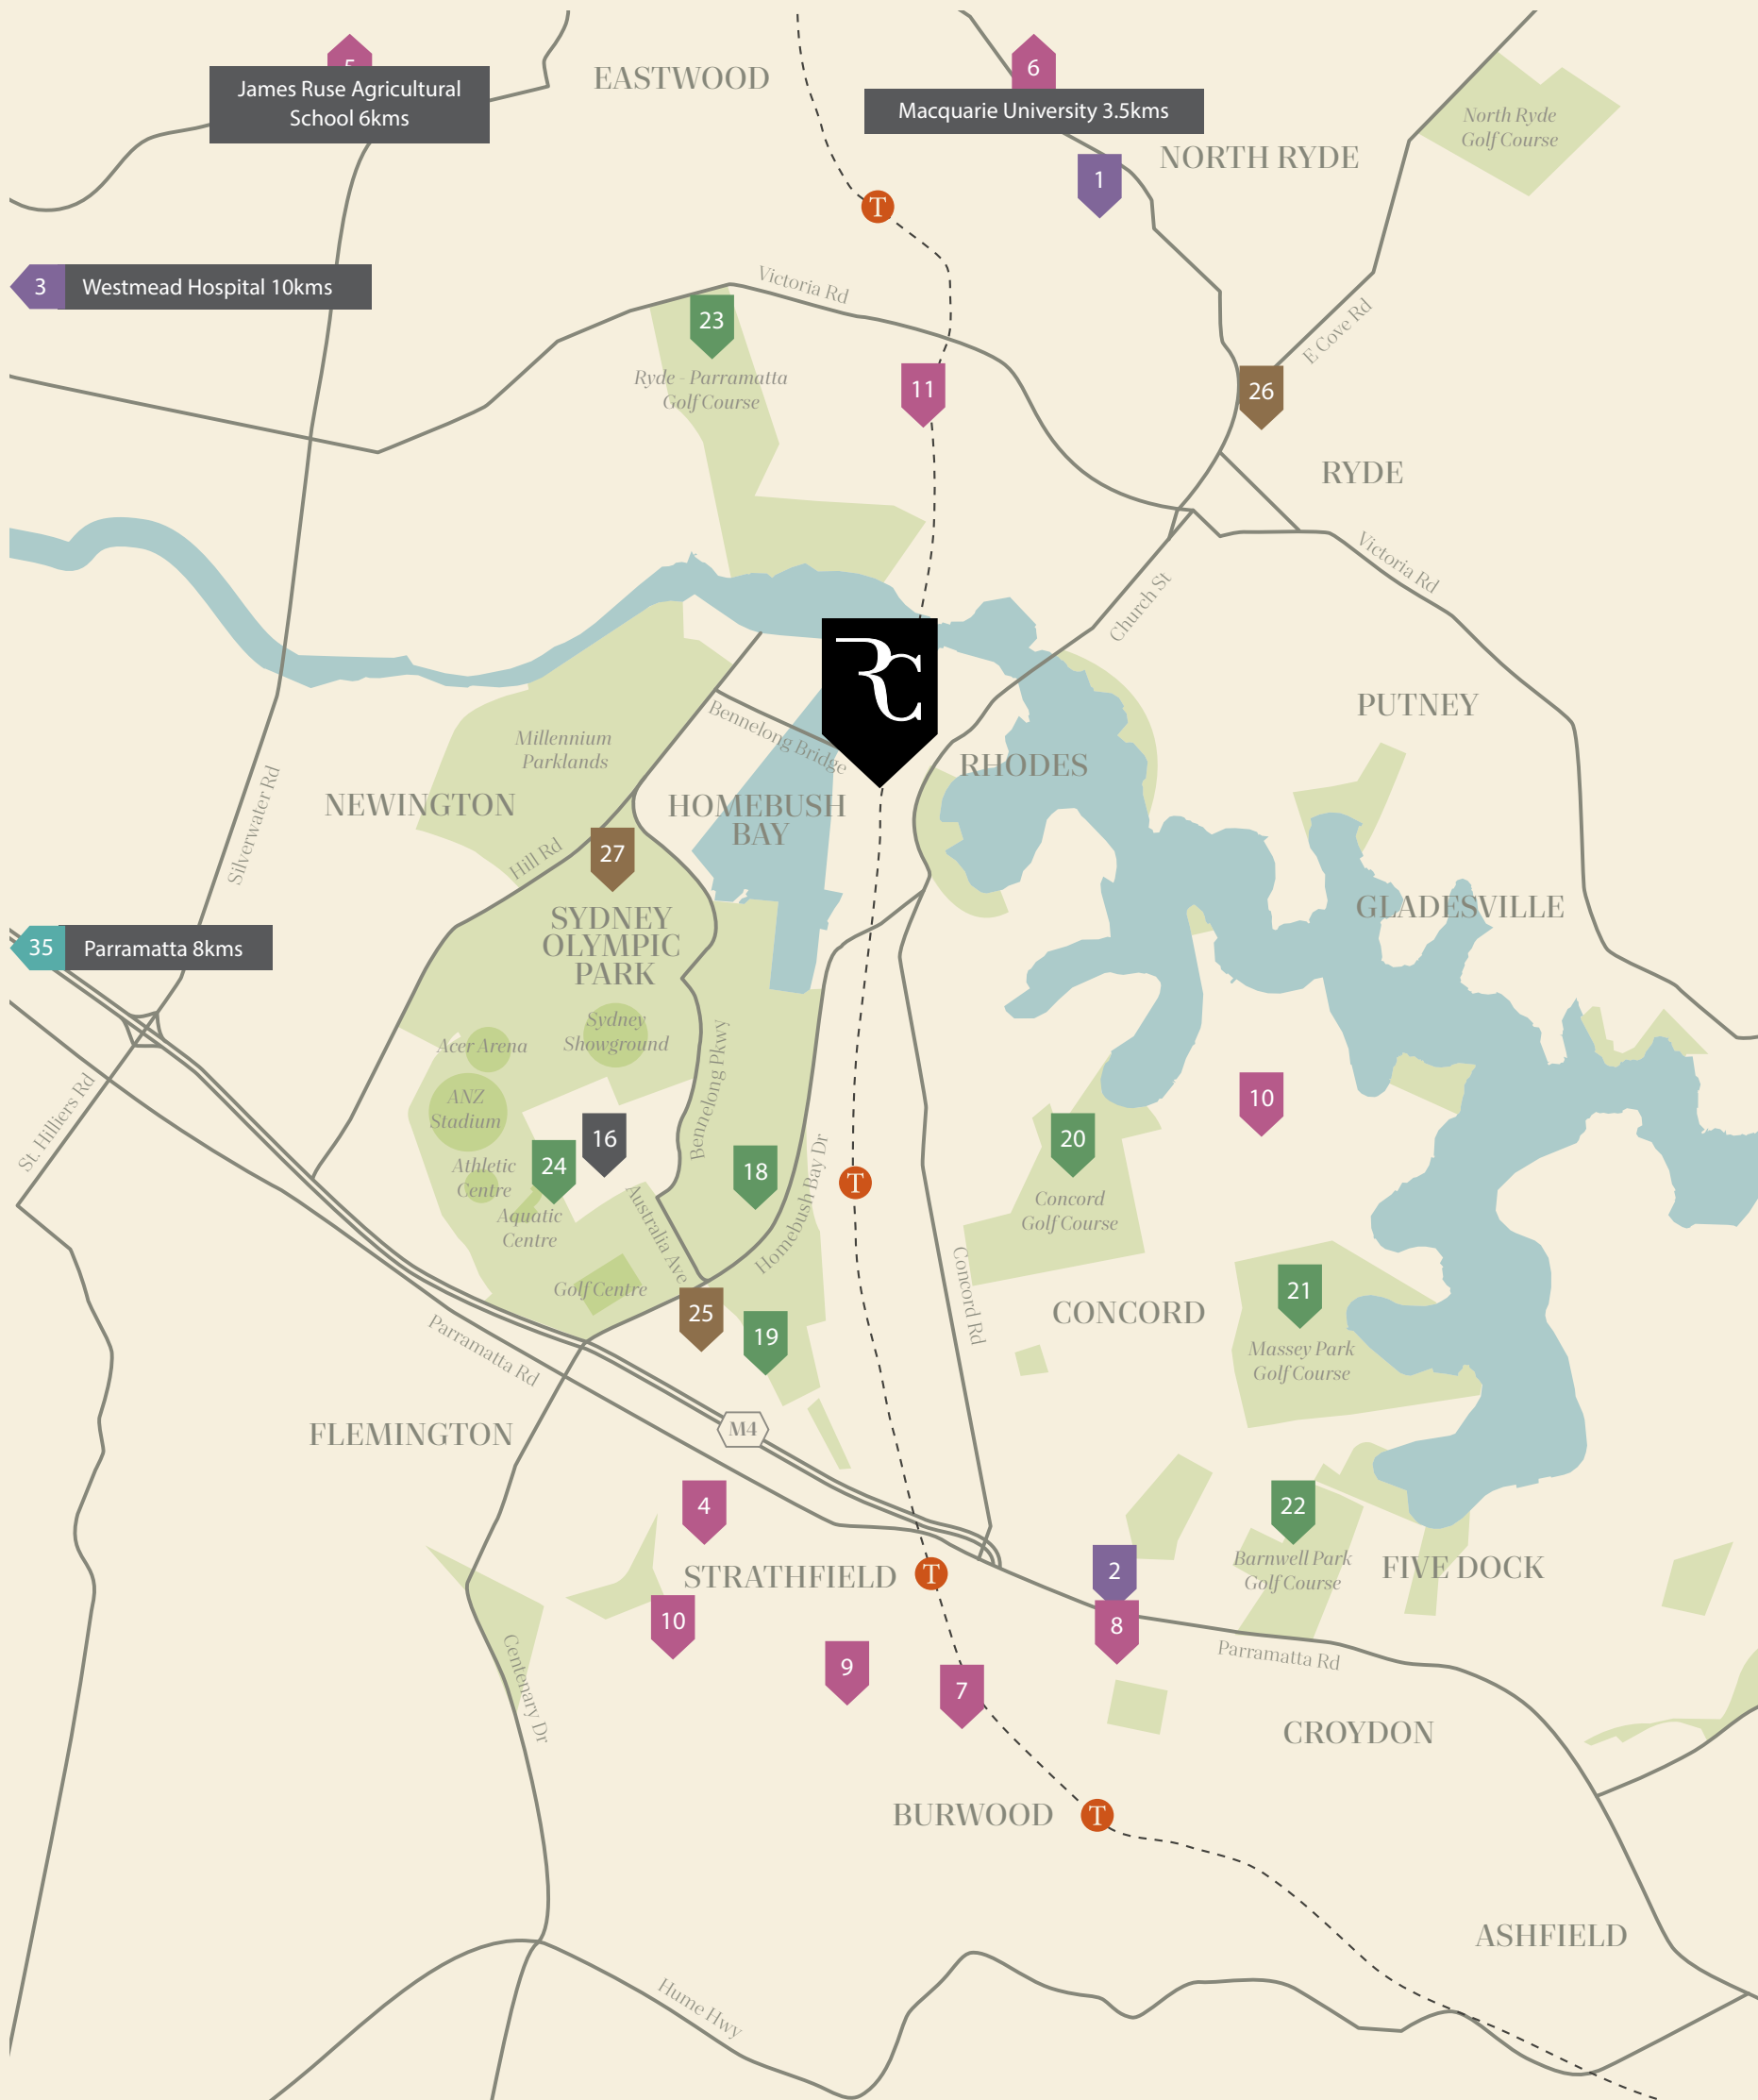 EASTWOOD
5
James Ruse Agricultural
School 6kms
6
Macquarie University 3.5kms
North Ryde
Golf Course
NORTH RYDE
1
T
3
Westmead Hospital 10kms
Victoria Rd
23
E Cove Rd
Ryde - Parramatta
Golf Course
11
26
RYDE
Victoria Rd
Church St
RC
PUTNEY
Bennelong Bridge
Millennium
Parklands
RHODES
NEWINGTON
HOMEBUSH
BAY
Silverwater Rd
Hill Rd
27
GLADESVILLE
SYDNEY
OLYMPIC
PARK
35
Parramatta 8kms
Sydney
Showground
Acer Arena
ANZ
Stadium
Bennelong Pkwy
St. Hilliers Rd
10
16
20
24
18
Athletic
Centre
T
Homebush Bay Dr
Concord
Golf Course
Aquatic
Centre
Australia Ave
Golf Centre
Concord Rd
21
25
CONCORD
19
Parramatta Rd
Massey Park
Golf Course
M4
FLEMINGTON
4
22
STRATHFIELD
T
2
Barnwell Park
Golf Course
FIVE DOCK
10
8
Parramatta Rd
9
7
Centenary Dr
CROYDON
BURWOOD
T
ASHFIELD
Hume Hwy